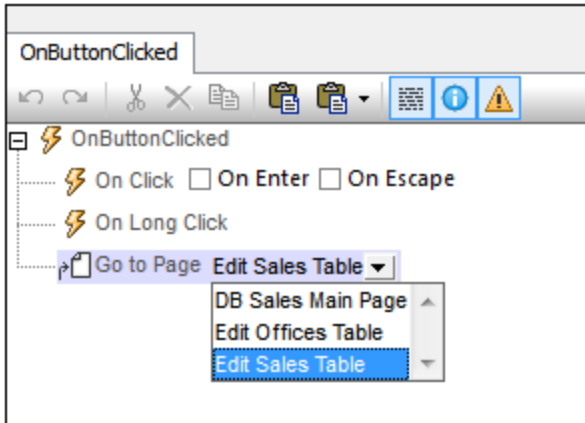 OnButtonClicked
OnButtonClicked
On Click On Enter On Escape
On Long Click
Go to Page Edit Sales Table
DB Sales Main Page
Edit Offices Table
Edit Sales Table